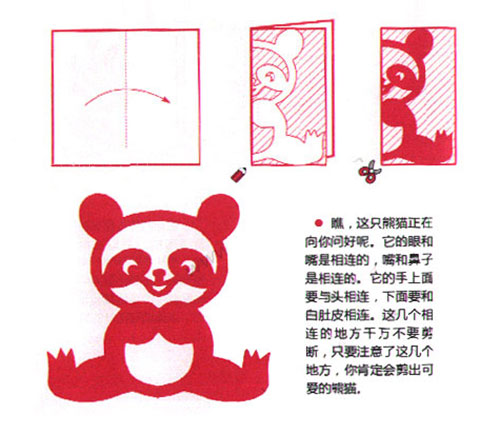 ● 瞧，这只熊猫正在
向你问好呢。它的眼和
嘴是相连的，嘴和鼻子
是相连的。它的手上面
要与头相连，下面要和
白肚皮相连。这几个相
连的地方千万不要剪
断，只要注意了这几个
地方，你肯定会剪出可
爱的熊猫。